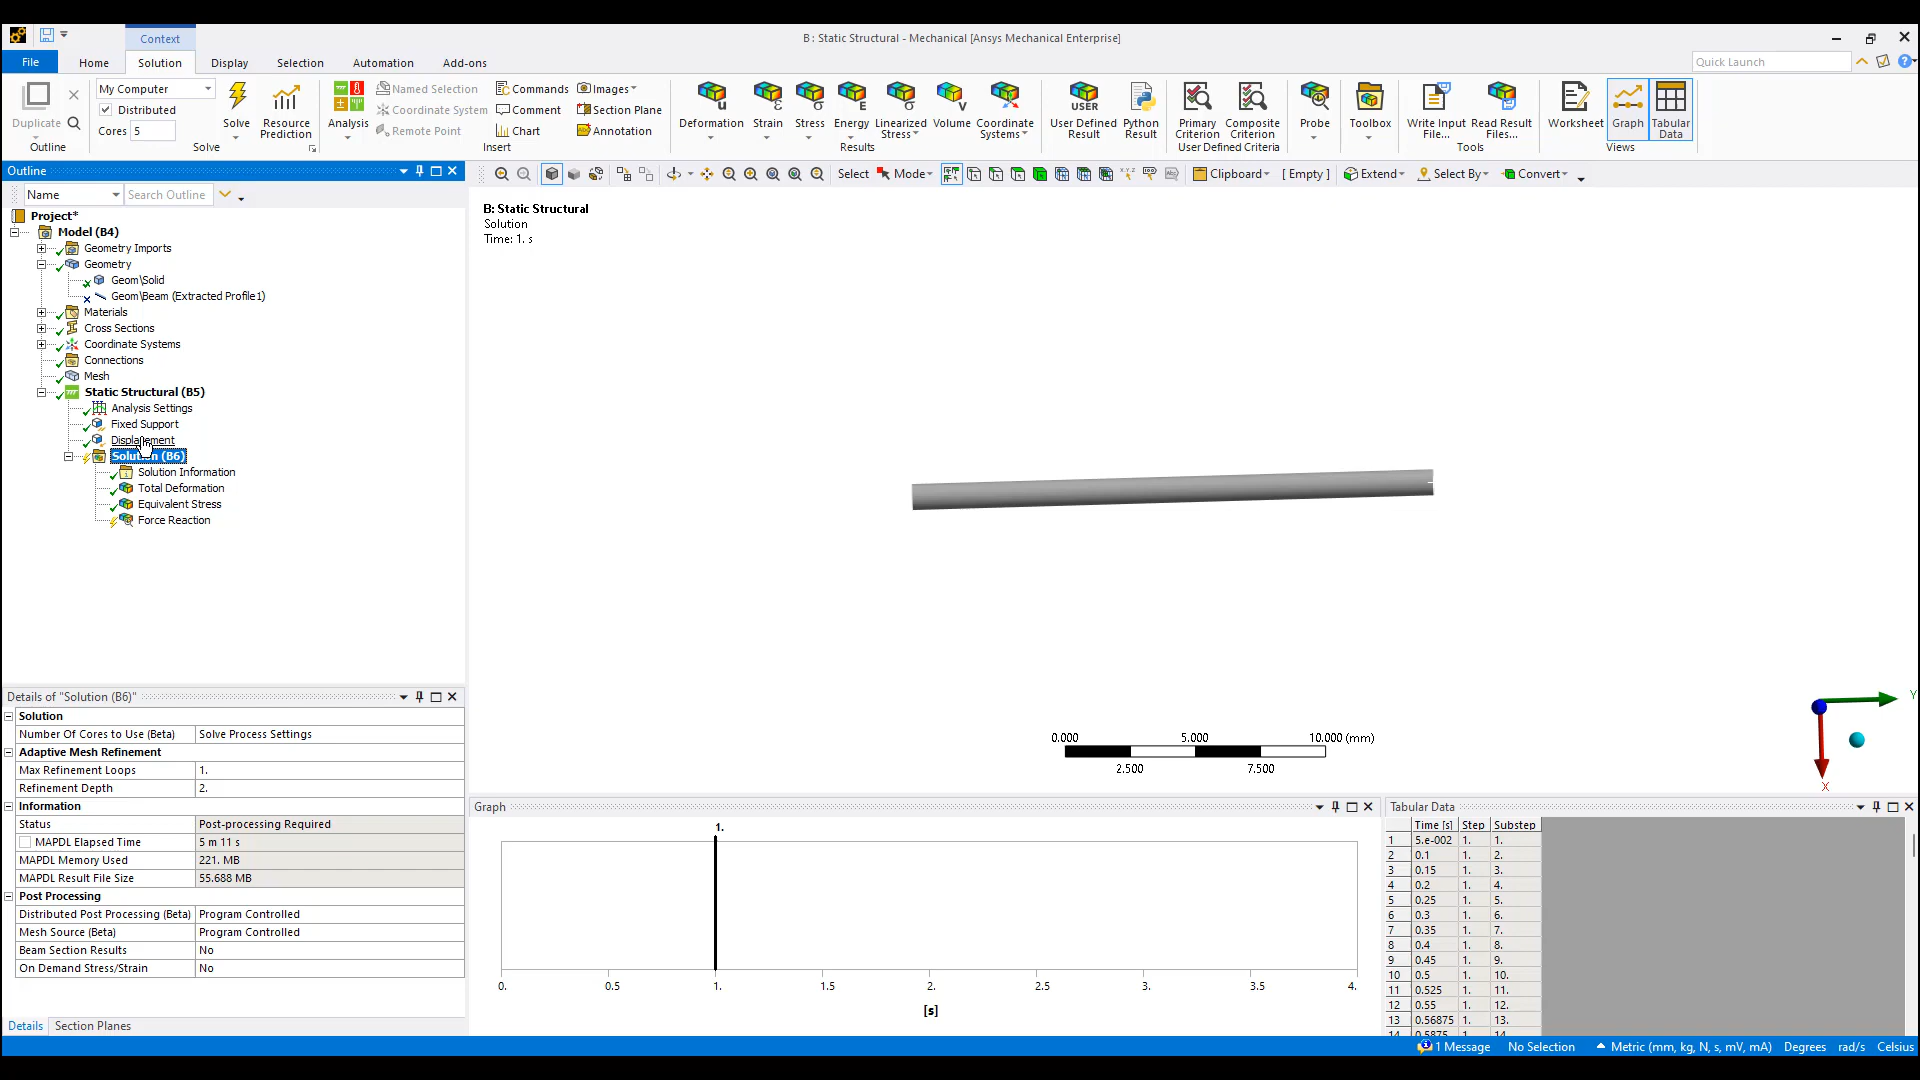 Context
B : Static Structural - Mechanical [Ansys Mechanical Enterprise]
File
Home
Solution
Display
Selection
Automation
Add-ons
Quick Launch
Duplicate
Outline
My Computer
Distributed
Cores 5
Solve
Resource Prediction
Solve
Analysis
Named Selection
Coordinate System
Remote Point
Commands
Comment
Chart
Images
Section Plane
Annotation
Insert
Deformation
Strain
Stress
Energy
Linearized Stress
Volume
Coordinate Systems
Results
User Defined Result
Python Result
USER
Primary Criterion
Composite Criterion
User Defined Criteria
Probe
Toolbox
Write Input File...
Read Result Files...
Tools
Worksheet
Graph
Tabular Data
Views
Outline
Name
Search Outline
Select
Mode
Clipboard
[ Empty ]
Extend
Select By
Convert
Project*
Model (B4)
Geometry Imports
Geometry
Geom\Solid
Geom\Beam (Extracted Profile1)
Materials
Cross Sections
Coordinate Systems
Connections
Mesh
Static Structural (B5)
Analysis Settings
Fixed Support
Displacement
Solution (B6)
Solution Information
Total Deformation
Equivalent Stress
Force Reaction
B: Static Structural
Solution
Time: 1. s
0.000
5.000
10.000 (mm)
2.500
7.500
Y
X
Details of "Solution (B6)"
Solution
Number Of Cores to Use (Beta) Solve Process Settings
Adaptive Mesh Refinement
Max Refinement Loops 1.
Refinement Depth 2.
Information
Status Post-processing Required
MAPDL Elapsed Time 5 m 11 s
MAPDL Memory Used 221. MB
MAPDL Result File Size 55.688 MB
Post Processing
Distributed Post Processing (Beta) Program Controlled
Mesh Source (Beta) Program Controlled
Beam Section Results No
On Demand Stress/Strain No
Details
Section Planes
Graph
1.
0. 0.5 1. 1.5 2. 2.5 3. 3.5 4.
[s]
Tabular Data
Time [s] Step Substep
1 5.e-002 1. 1.
2 0.1 1. 2.
3 0.15 1. 3.
4 0.2 1. 4.
5 0.25 1. 5.
6 0.3 1. 6.
7 0.35 1. 7.
8 0.4 1. 8.
9 0.45 1. 9.
10 0.5 1. 10.
11 0.525 1. 11.
12 0.55 1. 12.
13 0.56875 1. 13.
14 0.5875 1. 14.
1 Message
No Selection
Metric (mm, kg, N, s, mV, mA)
Degrees
rad/s
Celsius